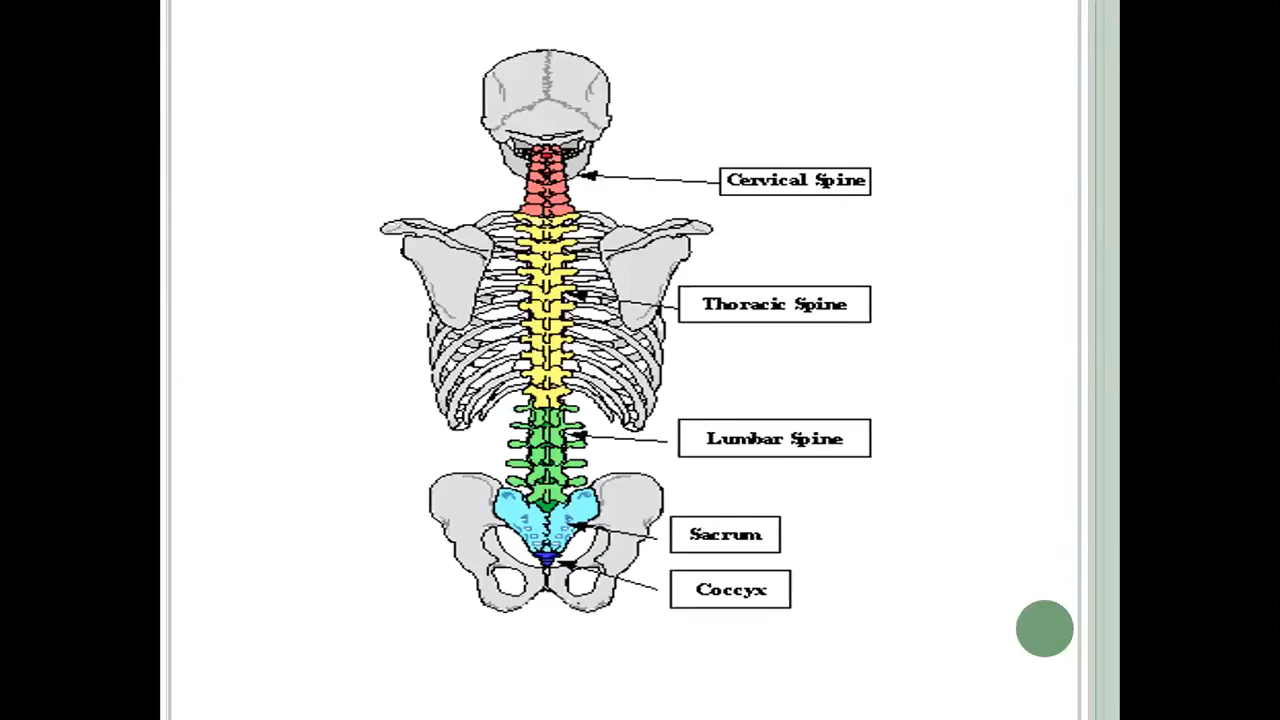 Cervical Spine
Thoracic Spine
Lumbar Spine
Sacrum
Coccyx